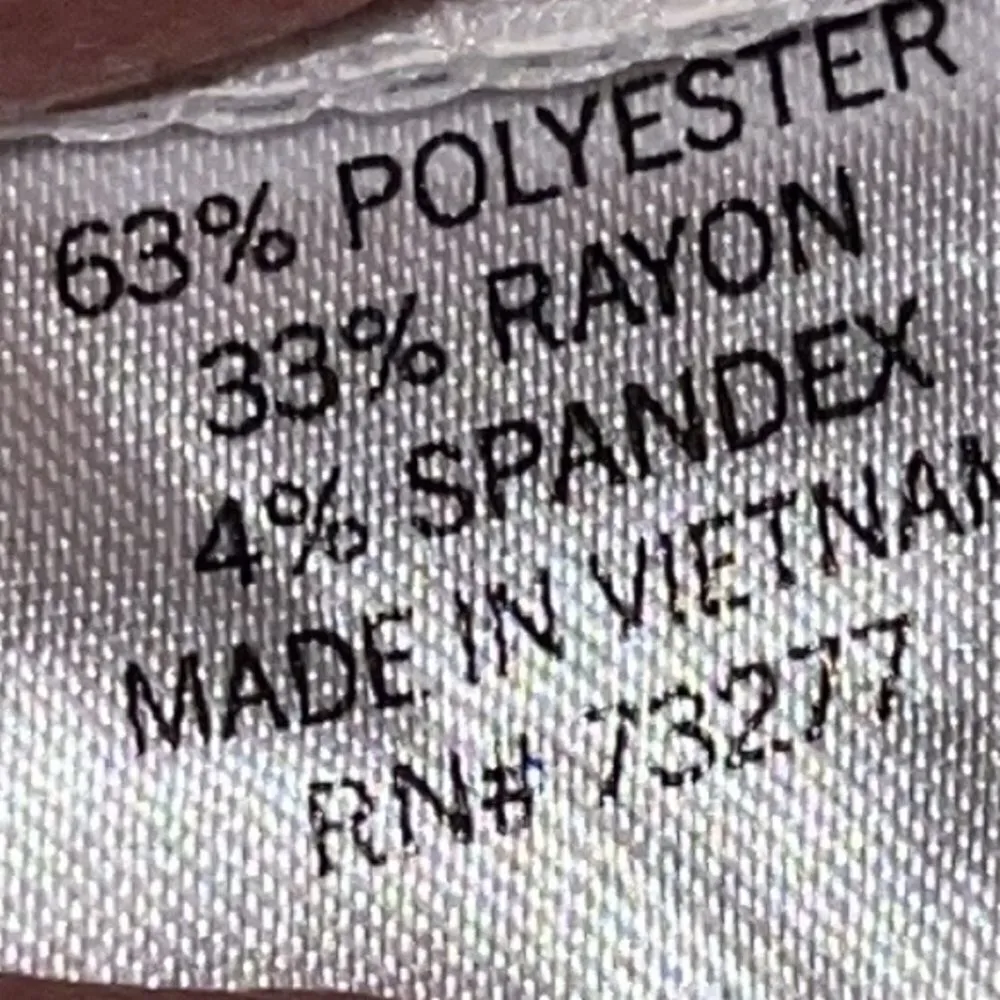 63% POLYESTER
33% RAYON
4% SPANDEX
MADE IN VIETNAM
RN# 73277